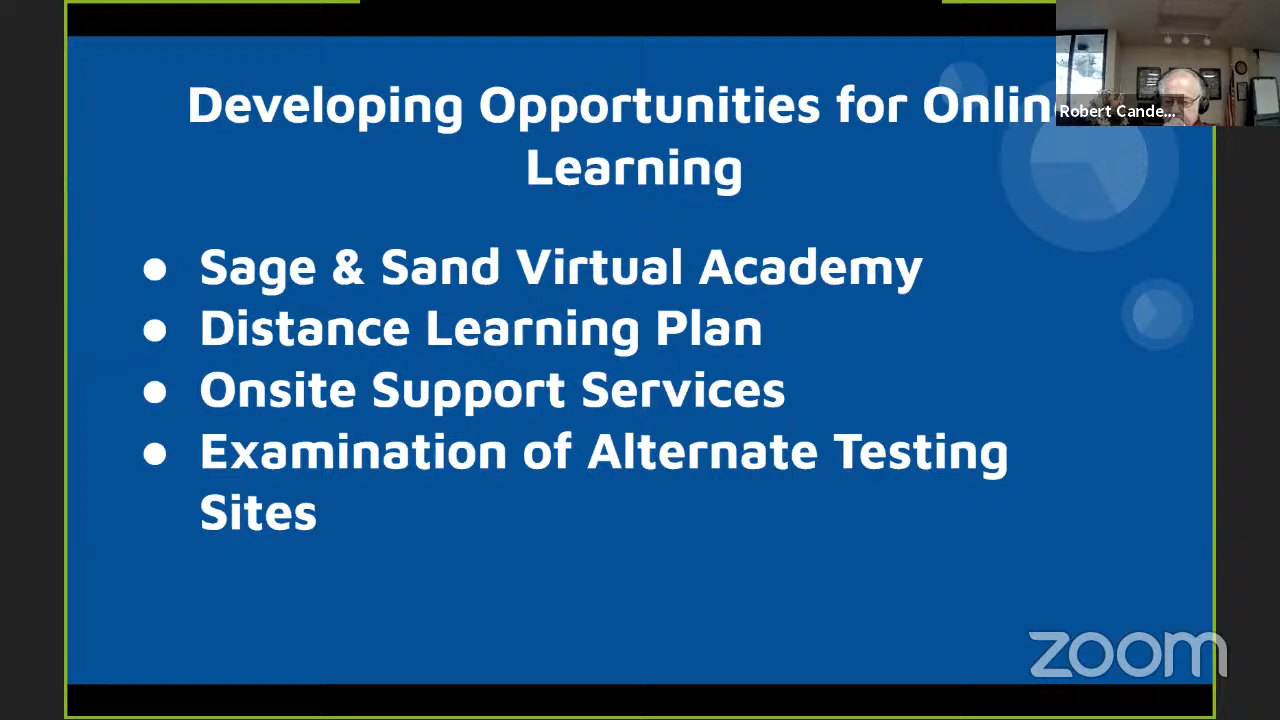 Developing Opportunities for Onlin
Learning
Robert Cande...
● Sage & Sand Virtual Academy
● Distance Learning Plan
● Onsite Support Services
● Examination of Alternate Testing
Sites
zoom